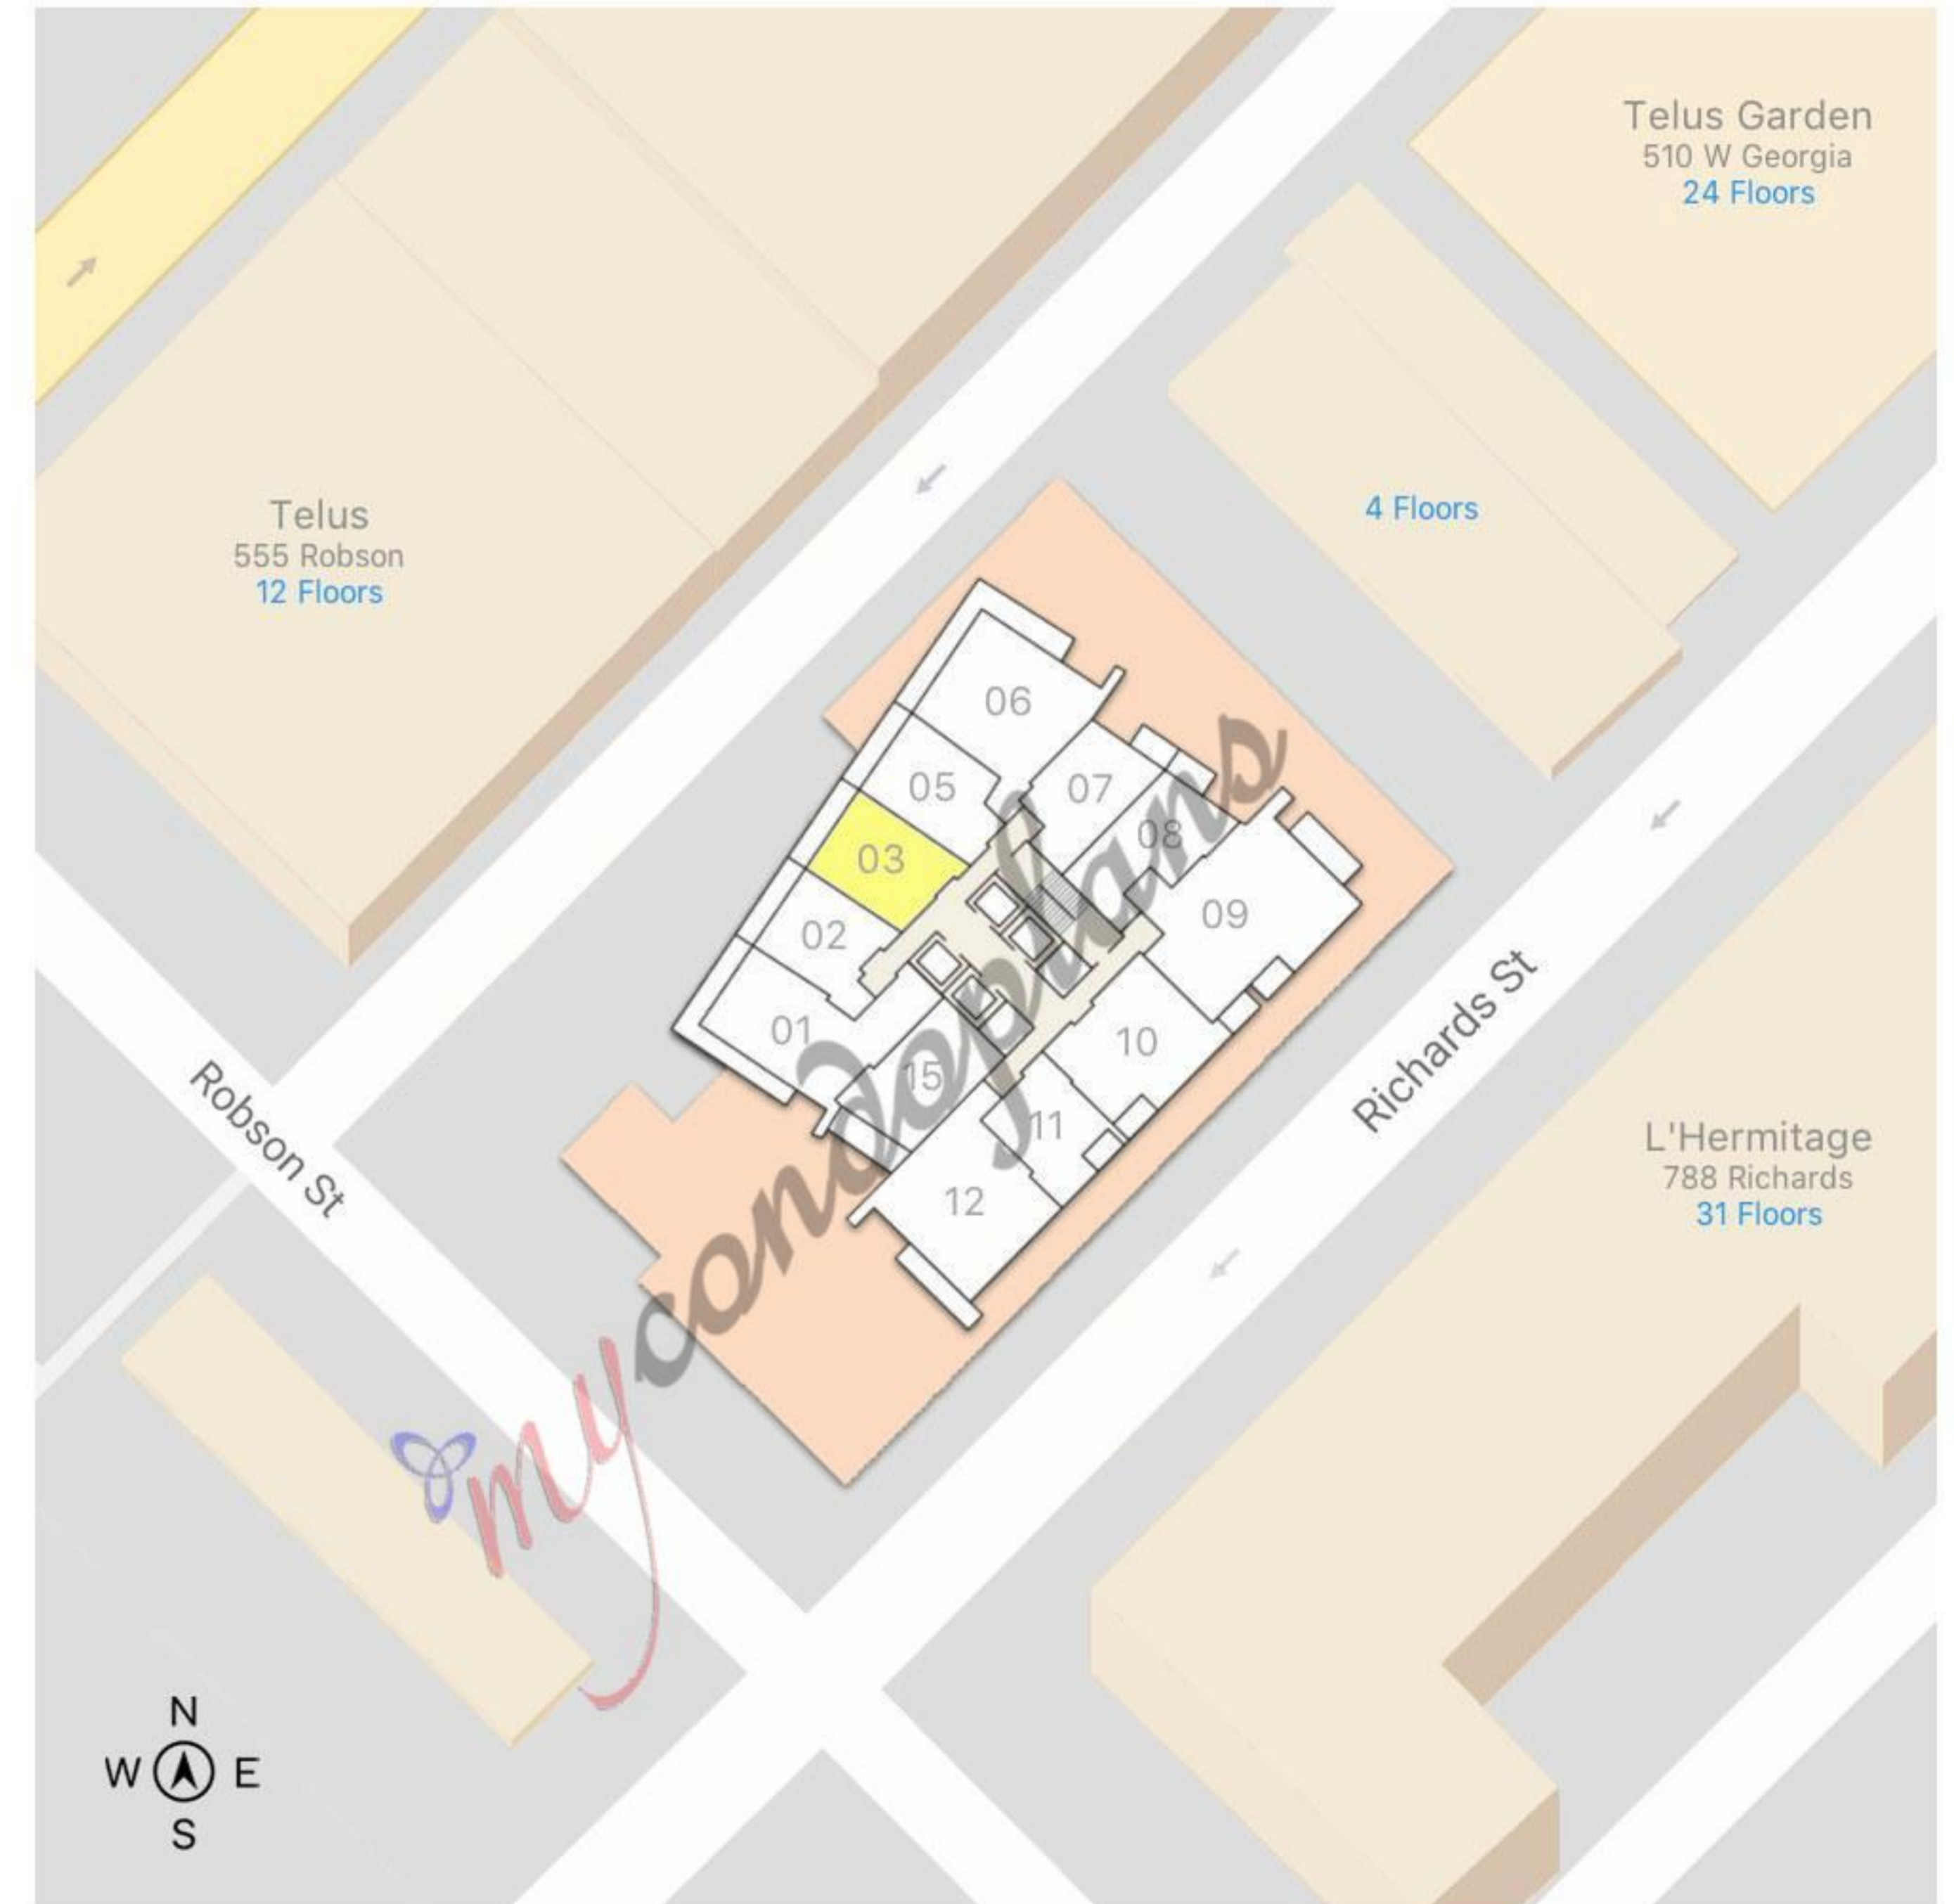 Telus Garden
510 W Georgia
24 Floors
4 Floors
Telus
555 Robson
12 Floors
06
05
07
03
08
02
09
01
10
15
11
12
Robson St
Richards St
L'Hermitage
788 Richards
31 Floors
mycondoplans
N
W E
S